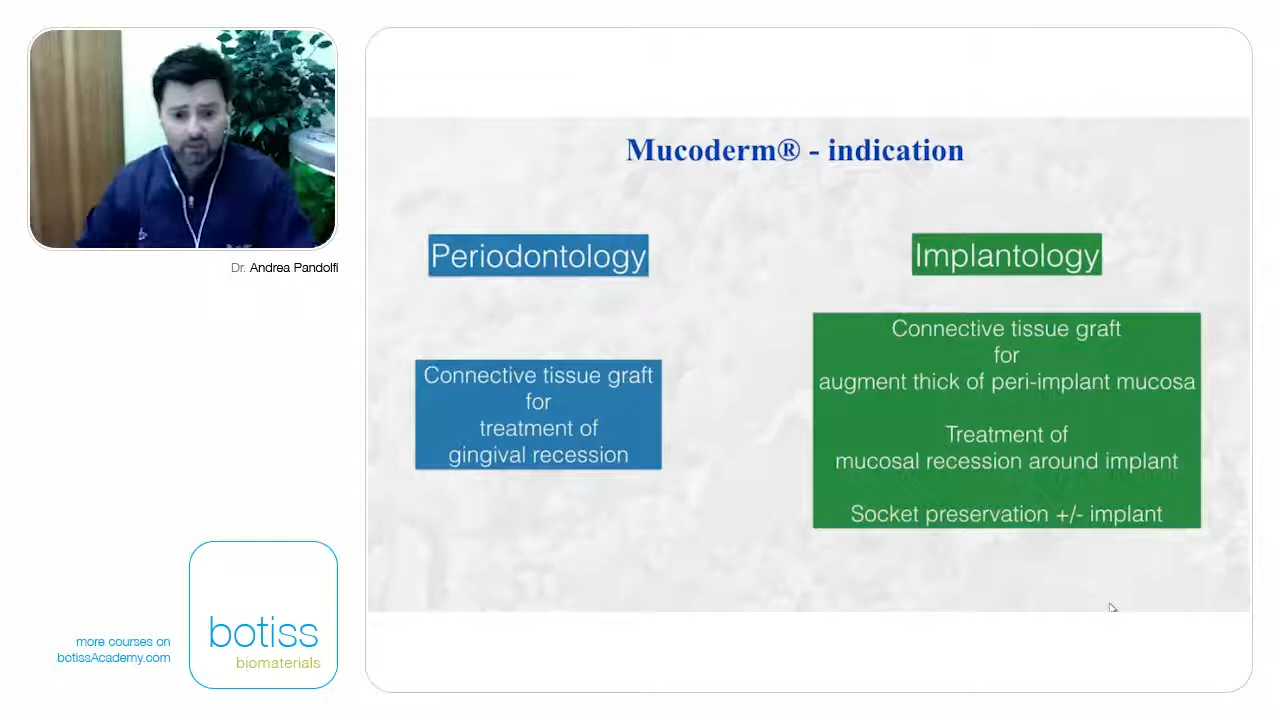 Dr. Andrea Pandolfi
Mucoderm® - indication
Periodontology
Connective tissue graft
for
treatment of
gingival recession
Implantology
Connective tissue graft
for
augment thick of peri-implant mucosa
Treatment of
mucosal recession around implant
Socket preservation +/- implant
more courses on
botissAcademy.com
botiss
biomaterials